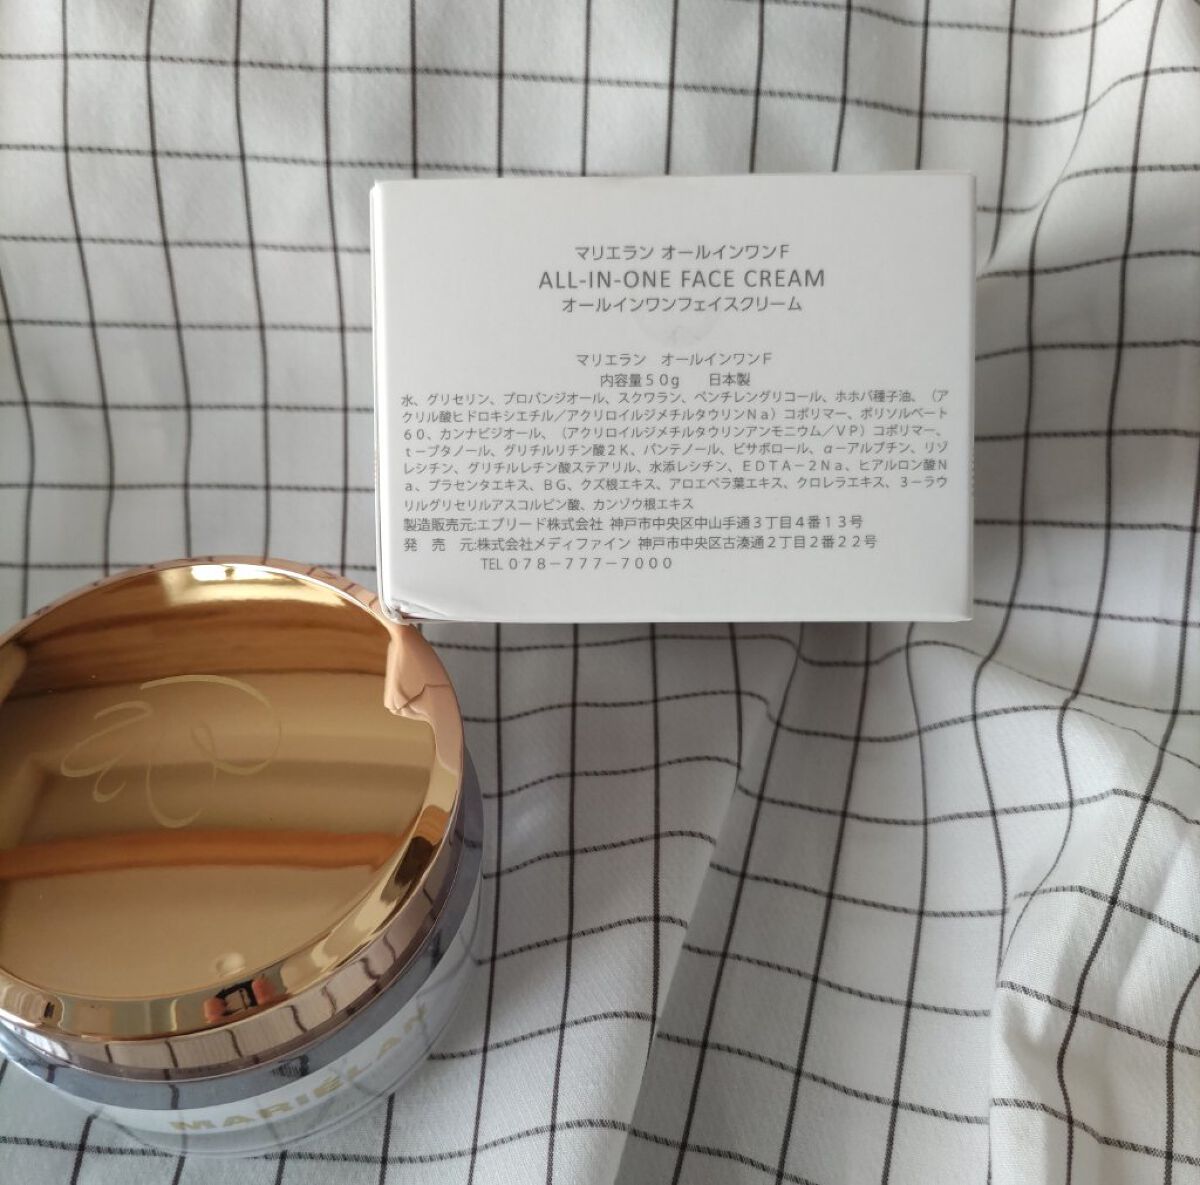 マリエラン オールインワンF
ALL-IN-ONE FACE CREAM
オールインワンフェイスクリーム
マリエラン オールインワンF
内容量50g 日本製
水、グリセリン、プロパンジオール、スクワラン、ペンチレングリコール、ホホバ種子油、(ア
クリル酸ヒドロキシエチル/アクリロイルジメチルタウリンNa)コポリマー、ポリソルベート
60、カンナビジオール、(アクリロイルジメチルタウリンアンモニウム/VP)コポリマー、
t-ブタノール、グリチルリチン酸2K、パンテノール、ビサボロール、α-アルブチン、リゾ
レシチン、グリチルレチン酸ステアリル、水添レシチン、EDTA-2Na、ヒアルロン酸N
a、プラセンタエキス、BG、クズ根エキス、アロエベラ葉エキス、クロレラエキス、3-ラウ
リルグリセリルアスコルビン酸、カンゾウ根エキス
製造販売元:エブリード株式会社 神戸市中央区中山手通3丁目4番13号
発 売 元:株式会社メディファイン 神戸市中央区古湊通2丁目2番22号
TEL 078-777-7000
MARIÉLAN